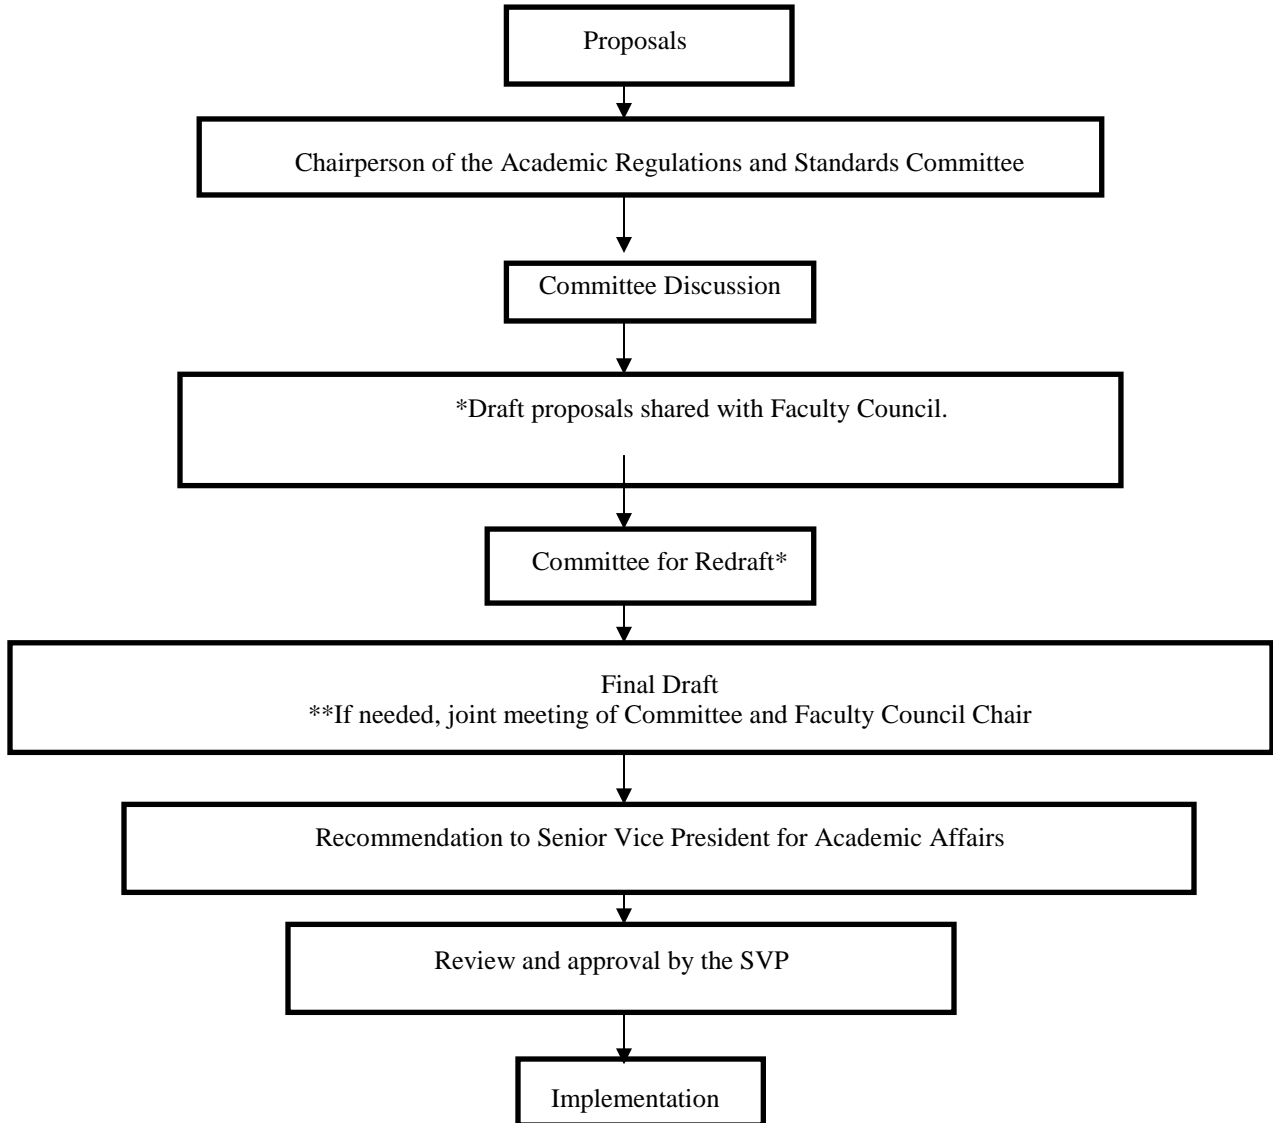 Proposals
Chairperson of the Academic Regulations and Standards Committee
Committee Discussion
*Draft proposals shared with Faculty Council.
Committee for Redraft*
Final Draft
**If needed, joint meeting of Committee and Faculty Council Chair
Recommendation to Senior Vice President for Academic Affairs
Review and approval by the SVP
Implementation